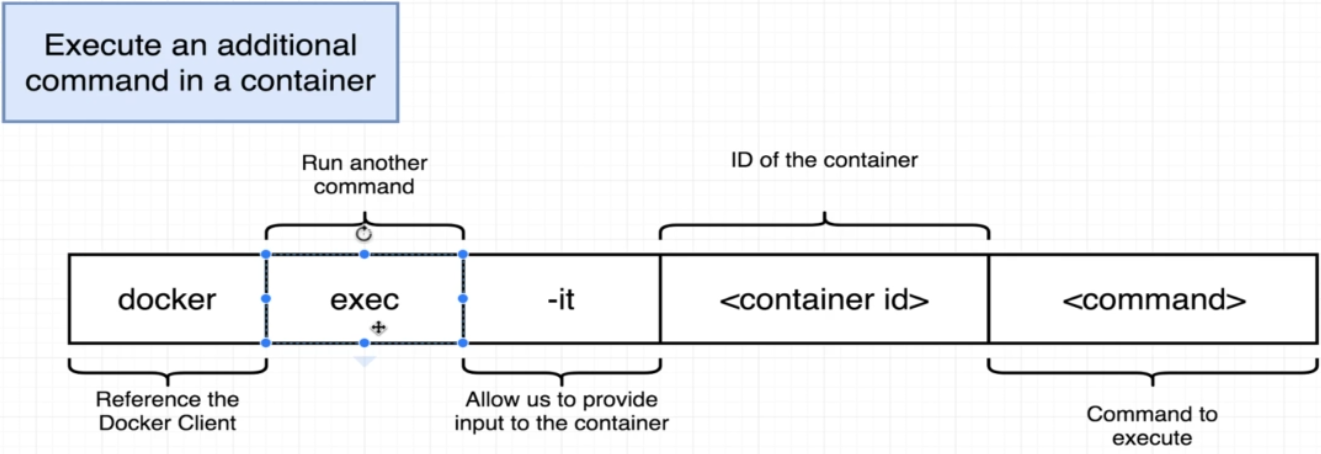 Execute an additional
command in a container
Run another
command
ID of the container
docker
exec
-it
<container id>
<command>
Reference the
Docker Client
Allow us to provide
input to the container
Command to
execute